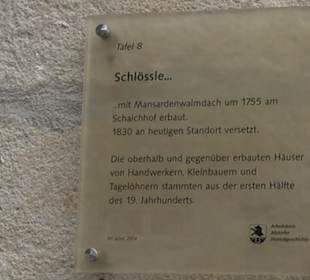 Tafel 8
Schlössle...
...mit Mansardenwalmdach um 1755 am
Schaichhof erbaut.
1830 an heutigen Standort versetzt.
Die oberhalb und gegenüber erbauten Häuser
von Handwerkern, Kleinbauern und
Tagelöhnern stammten aus der ersten Hälfte
des 19. Jahrhunderts.